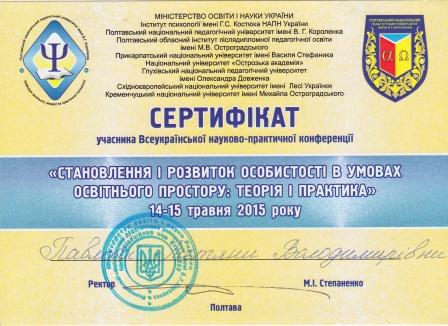 МІНІСТЕРСТВО ОСВІТИ І НАУКИ УКРАЇНИ
Інститут психології імені Г.С. Костюка НАПН України
Полтавський національний педагогічний університет імені В. Г. Короленка
Полтавський обласний інститут післядипломної педагогічної освіти
імені М.В. Остроградського
Прикарпатський національний університет імені Василя Стефаника
Національний університет «Острозька академія»
Глухівський національний педагогічний університет
імені Олександра Довженка
Східноєвропейський національний університет імені Лесі Українки
Кременчуцький національний університет імені Михайла Остроградського
СЕРТИФІКАТ
учасника Всеукраїнської науково-практичної конференції
«СТАНОВЛЕННЯ І РОЗВИТОК ОСОБИСТОСТІ В УМОВАХ
ОСВІТНЬОГО ПРОСТОРУ: ТЕОРІЯ І ПРАКТИКА»
14-15 травня 2015 року
Володимирівни
Ректор М.І. Степаненко
Полтава